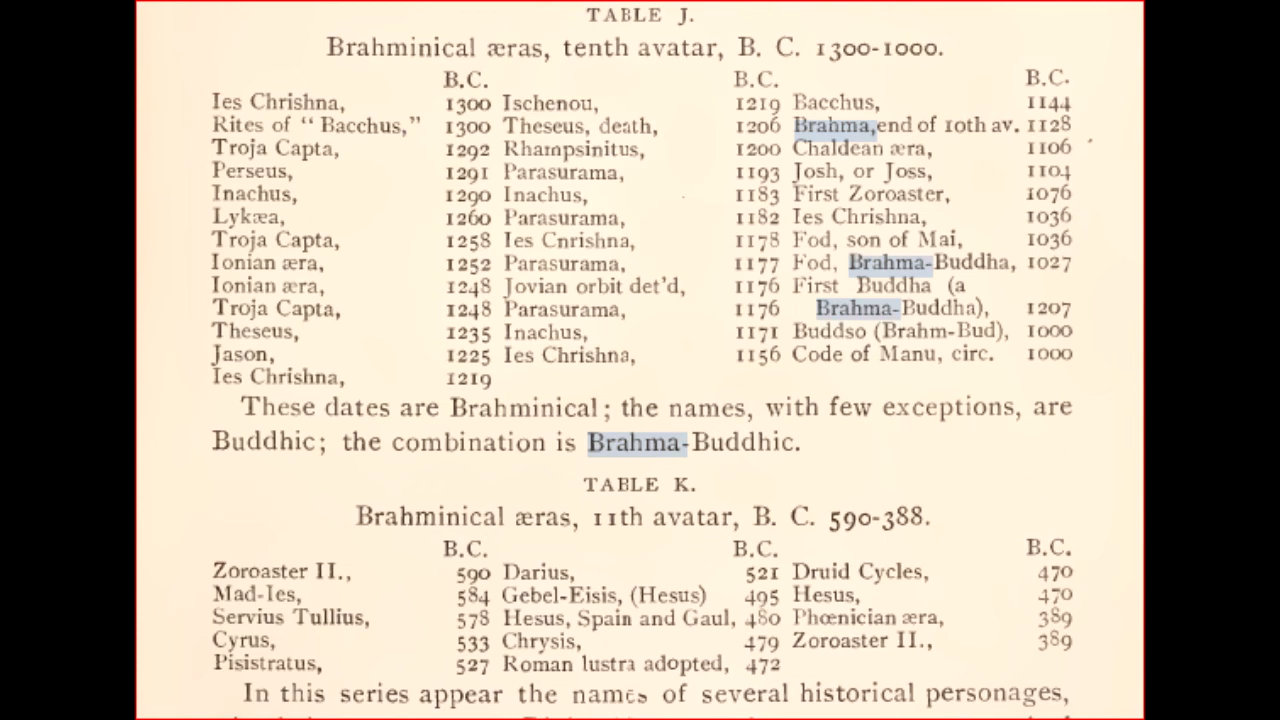 TABLE J.
Brahminical æras, tenth avatar, B. C. 1300-1000.
B.C. B.C. B.C.
Ies Chrishna, 1300 Ischenou, 1219 Bacchus, 1144
Rites of “ Bacchus,” 1300 Theseus, death, 1206 Brahma,end of 10th av. 1128
Troja Capta, 1292 Rhampsinitus, 1200 Chaldean æra, 1106
Perseus, 1291 Parasurama, 1193 Josh, or Joss, 1104
Inachus, 1290 Inachus, 1183 First Zoroaster, 1076
Lykæa, 1260 Parasurama, 1182 Ies Chrishna, 1036
Troja Capta, 1258 Ies Cnrishna, 1178 Fod, son of Mai, 1036
Ionian æra, 1252 Parasurama, 1177 Fod, Brahma-Buddha, 1027
Ionian æra, 1248 Jovian orbit det’d, 1176 First Buddha (a
Troja Capta, 1248 Parasurama, 1176 Brahma-Buddha), 1207
Theseus, 1235 Inachus, 1171 Buddso (Brahm-Bud), 1000
Jason, 1225 Ies Chrishna, 1156 Code of Manu, circ. 1000
Ies Chrishna, 1219
These dates are Brahminical; the names, with few exceptions, are
Buddhic; the combination is Brahma-Buddhic.
TABLE K.
Brahminical æras, 11th avatar, B. C. 590-388.
B.C. B.C. B.C.
Zoroaster II., 590 Darius, 521 Druid Cycles, 470
Mad-Ies, 584 Gebel-Eisis, (Hesus) 495 Hesus, 470
Servius Tullius, 578 Hesus, Spain and Gaul, 480 Phœnician æra, 389
Cyrus, 533 Chrysis, 479 Zoroaster II., 389
Pisistratus, 527 Roman lustra adopted, 472
In this series appear the names of several historical personages,